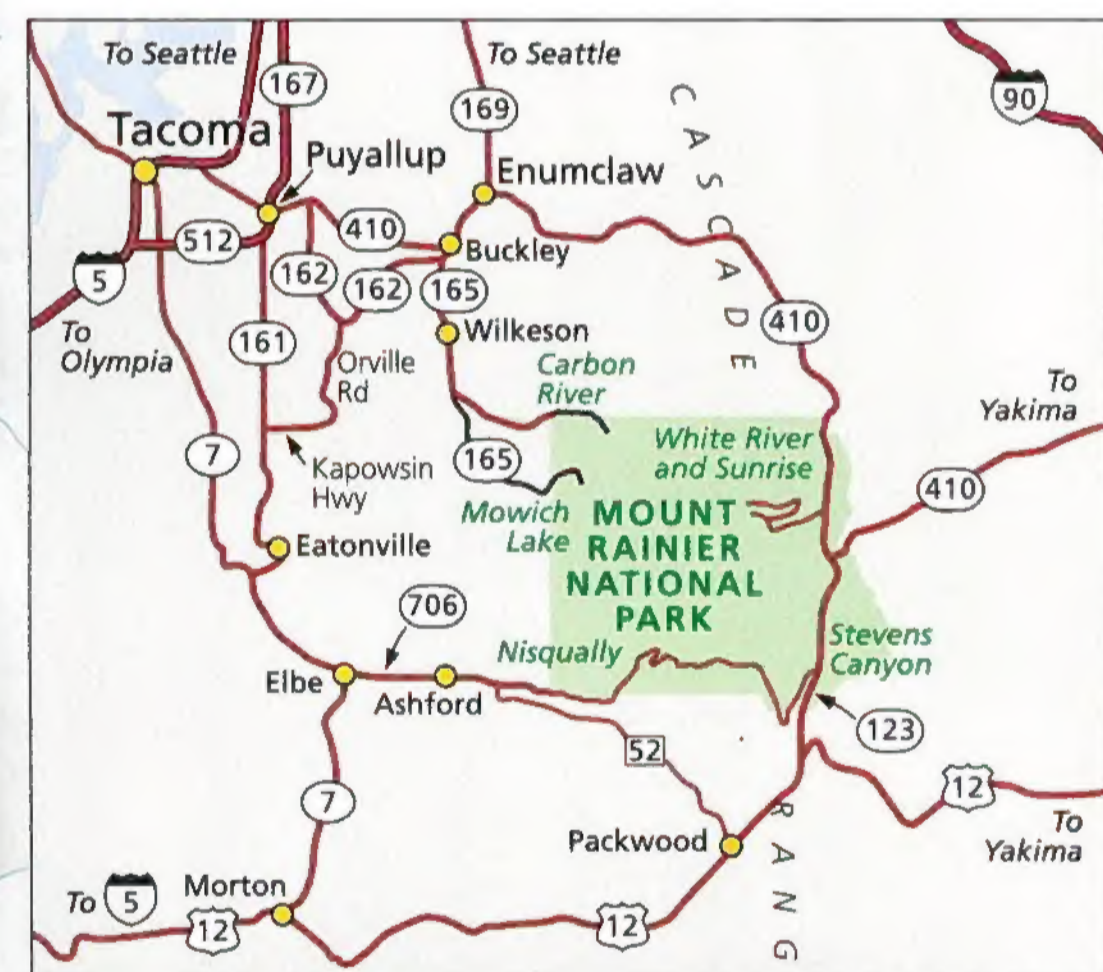 To Seattle
167
To Seattle
169
90
Tacoma
Puyallup
Enumclaw
CASCADE
512
410
Buckley
5
162
162
165
To
Olympia
161
Wilkeson
410
Orville
Rd
Carbon
River
To
Yakima
7
Kapowsin
Hwy
165
White River
and Sunrise
410
Mowich
Lake
MOUNT
RAINIER
NATIONAL
PARK
Eatonville
706
Nisqually
Stevens
Canyon
Elbe
Ashford
123
52
7
12
To
Yakima
Packwood
RANG
To 5
Morton
12
12